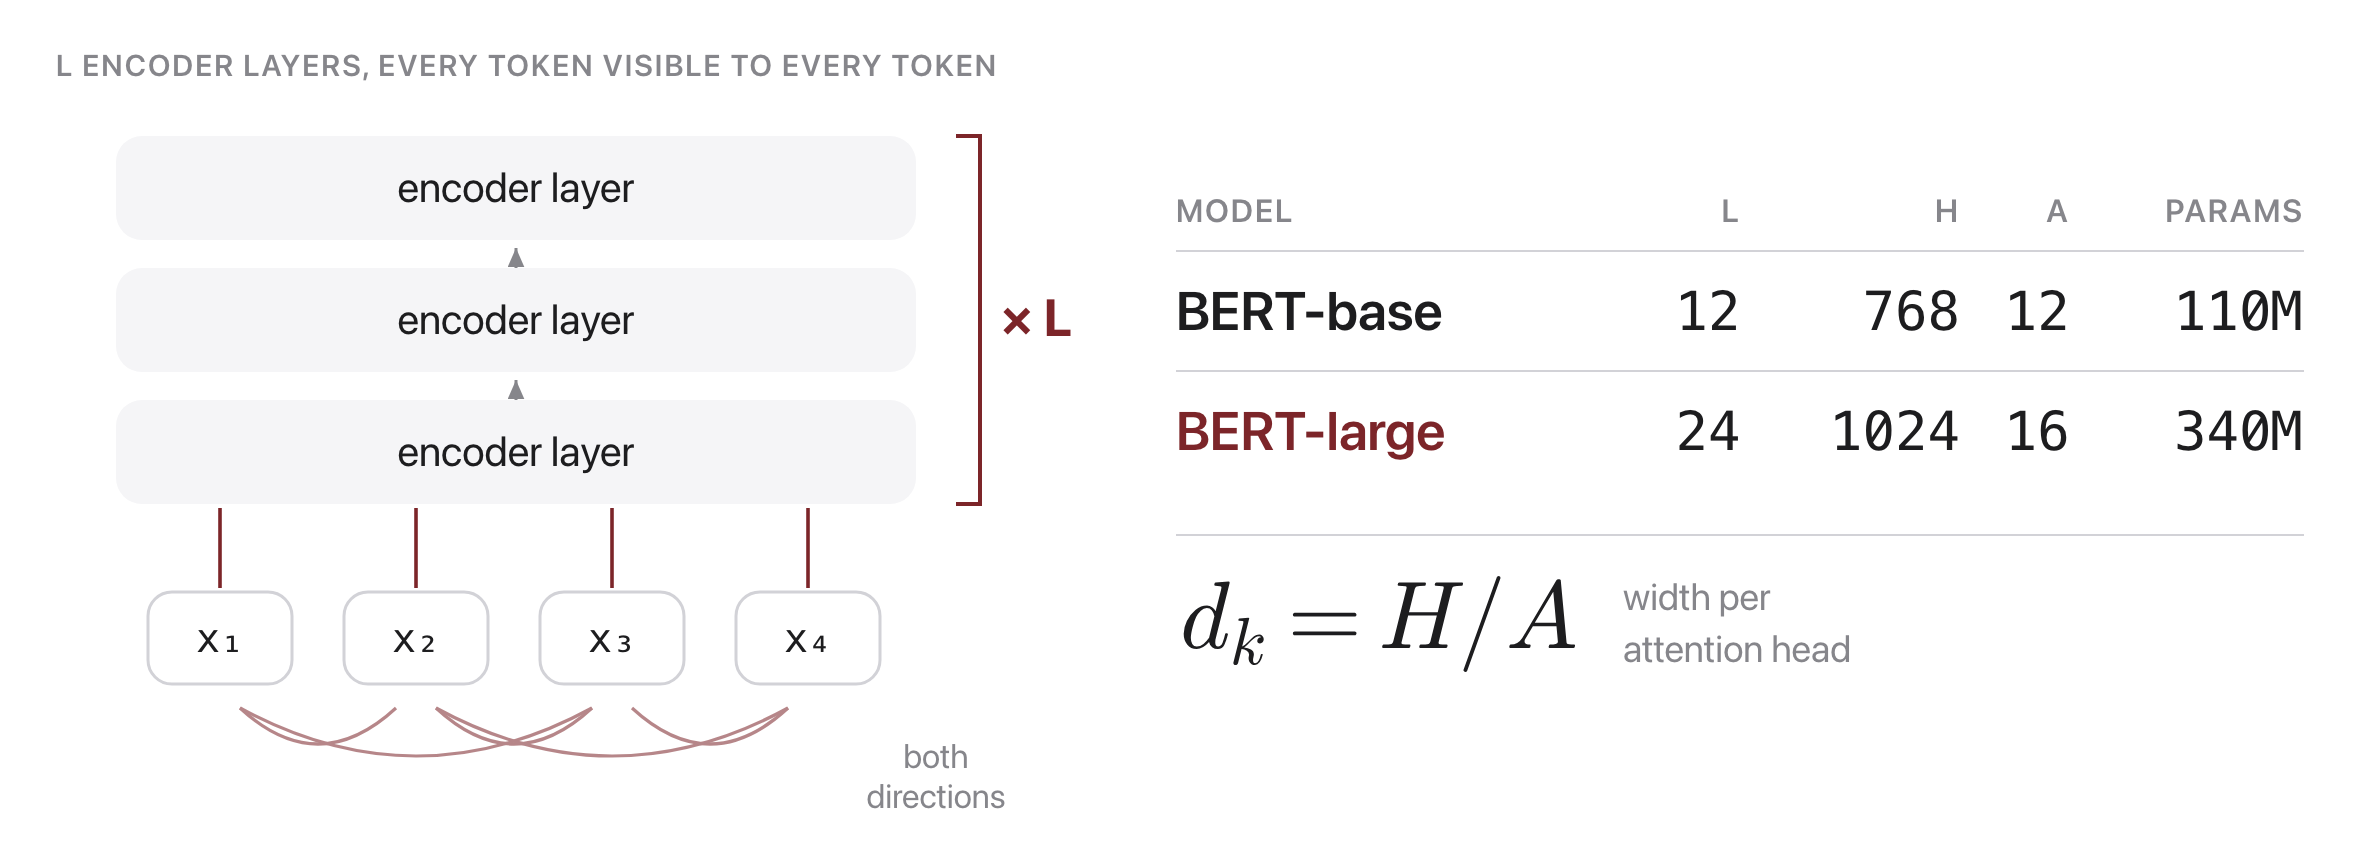 L ENCODER LAYERS, EVERY TOKEN VISIBLE TO EVERY TOKEN
encoder layer
encoder layer
encoder layer
× L
x₁ x₂ x₃ x₄
both
directions
MODEL L H A PARAMS
BERT-base 12 768 12 110M
BERT-large 24 1024 16 340M
d_k = H/A
width per
attention head